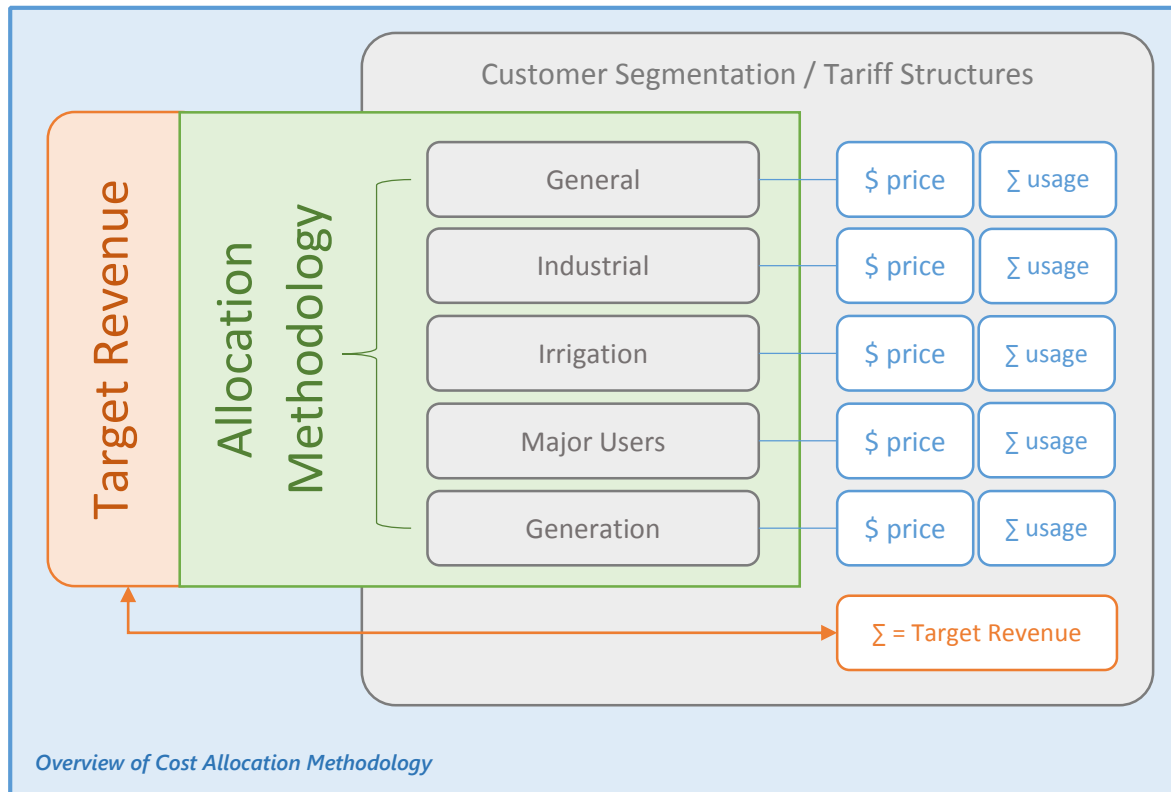 Customer Segmentation / Tariff Structures
Target Revenue
Allocation
Methodology
General
$ price
∑ usage
Industrial
$ price
∑ usage
Irrigation
$ price
∑ usage
Major Users
$ price
∑ usage
Generation
$ price
∑ usage
∑ = Target Revenue
Overview of Cost Allocation Methodology